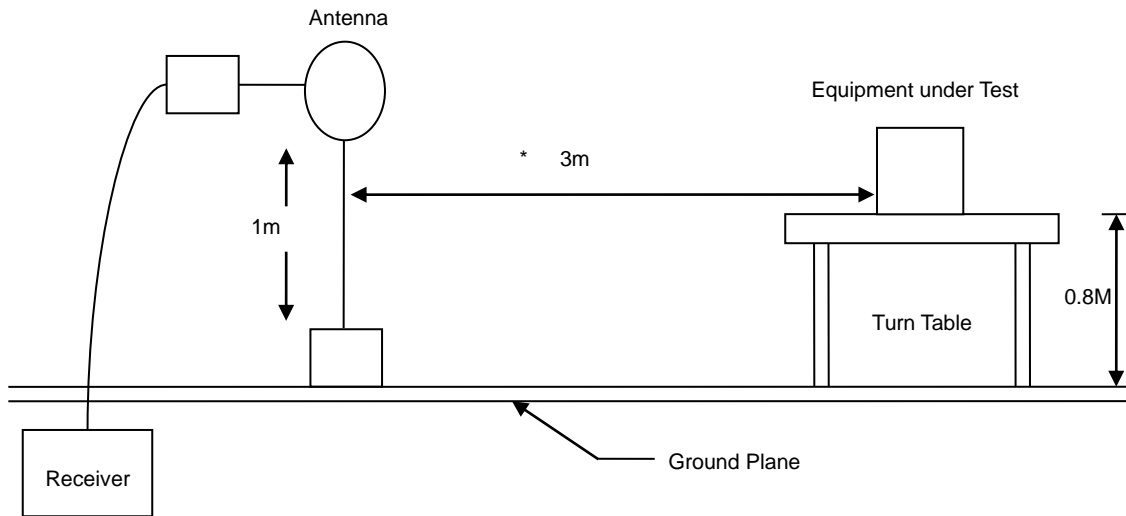 Antenna
Equipment under Test
* 3m
1m
0.8M
Turn Table
Ground Plane
Receiver